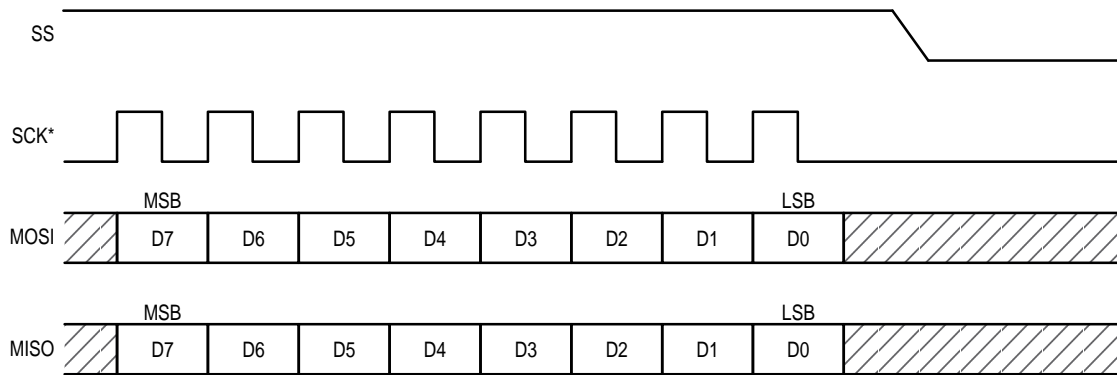 SS
SCK*
MSB LSB
MOSI D7 D6 D5 D4 D3 D2 D1 D0
MSB LSB
MISO D7 D6 D5 D4 D3 D2 D1 D0